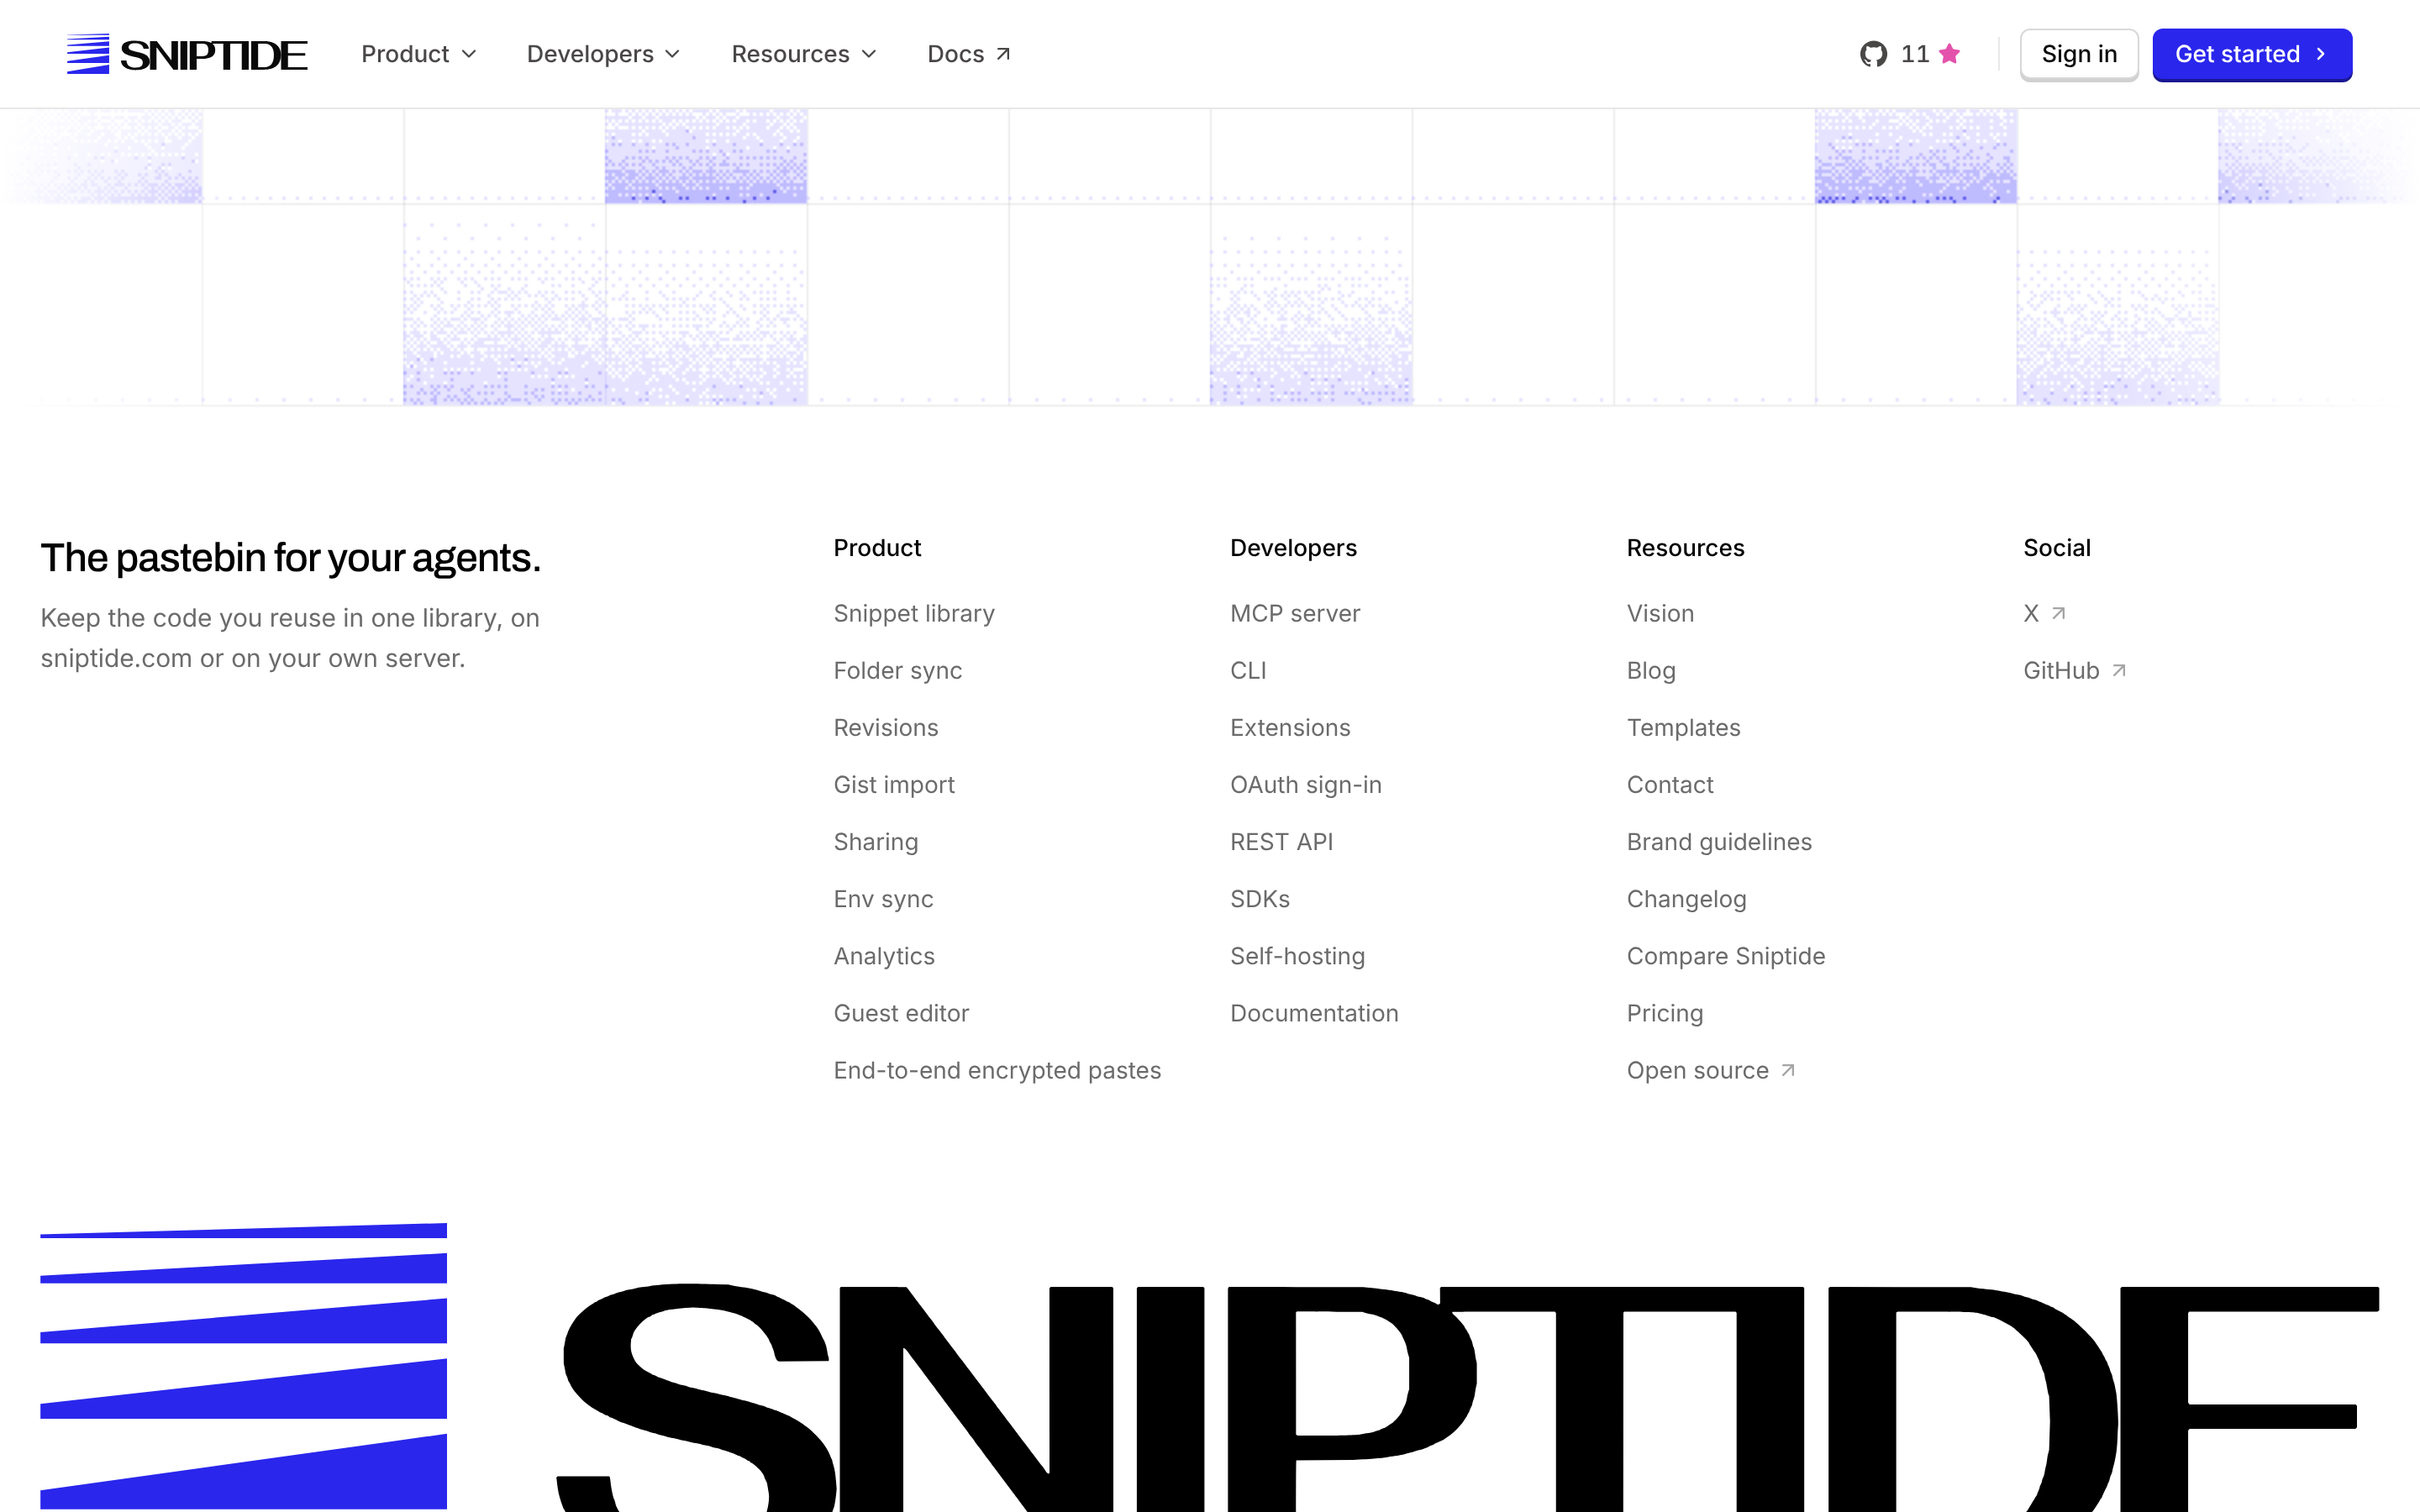 SNIPTIDE
Product
Developers
Resources
Docs
11
Sign in
Get started
The pastebin for your agents.
Keep the code you reuse in one library, on
sniptide.com or on your own server.
Product
Snippet library
Folder sync
Revisions
Gist import
Sharing
Env sync
Analytics
Guest editor
End-to-end encrypted pastes
Developers
MCP server
CLI
Extensions
OAuth sign-in
REST API
SDKs
Self-hosting
Documentation
Resources
Vision
Blog
Templates
Contact
Brand guidelines
Changelog
Compare Sniptide
Pricing
Open source
Social
X
GitHub
SNIPTIDE